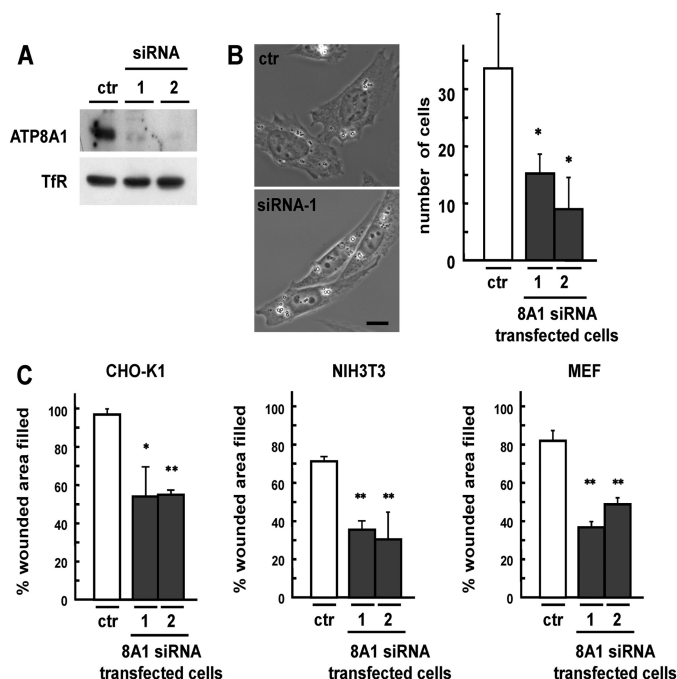 A
siRNA
ctr 1 2
ATP8A1
TfR
B
ctr
siRNA-1
number of cells
30
20
10
0
* *
ctr 1 2
8A1 siRNA
transfected cells
C
CHO-K1
% wounded area filled
100
80
60
40
20
0
* **
ctr 1 2
8A1 siRNA
transfected cells
NIH3T3
% wounded area filled
100
80
60
40
20
0
** **
ctr 1 2
8A1 siRNA
transfected cells
MEF
% wounded area filled
100
80
60
40
20
0
** **
ctr 1 2
8A1 siRNA
transfected cells